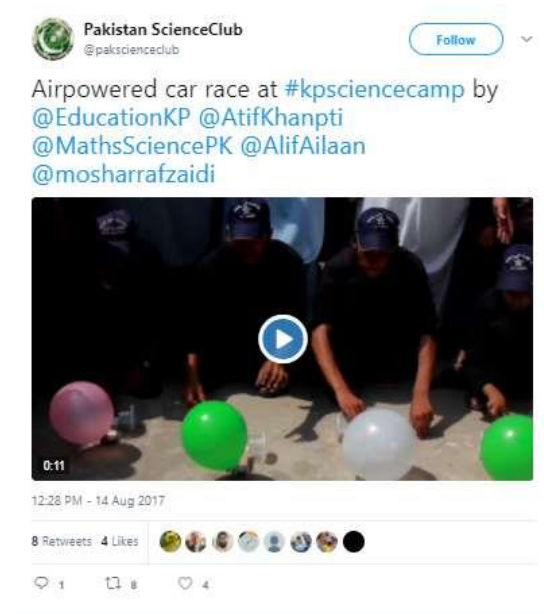 Pakistan ScienceClub
@pakscienceclub
Follow
Airpowered car race at #kpsciencecamp by
@EducationKP @AtifKhanpti
@MathsSciencePK @AlifAilaan
@mosharrafzaidi
0:11
12:28 PM - 14 Aug 2017
8 Retweets 4 Likes
1 8 4